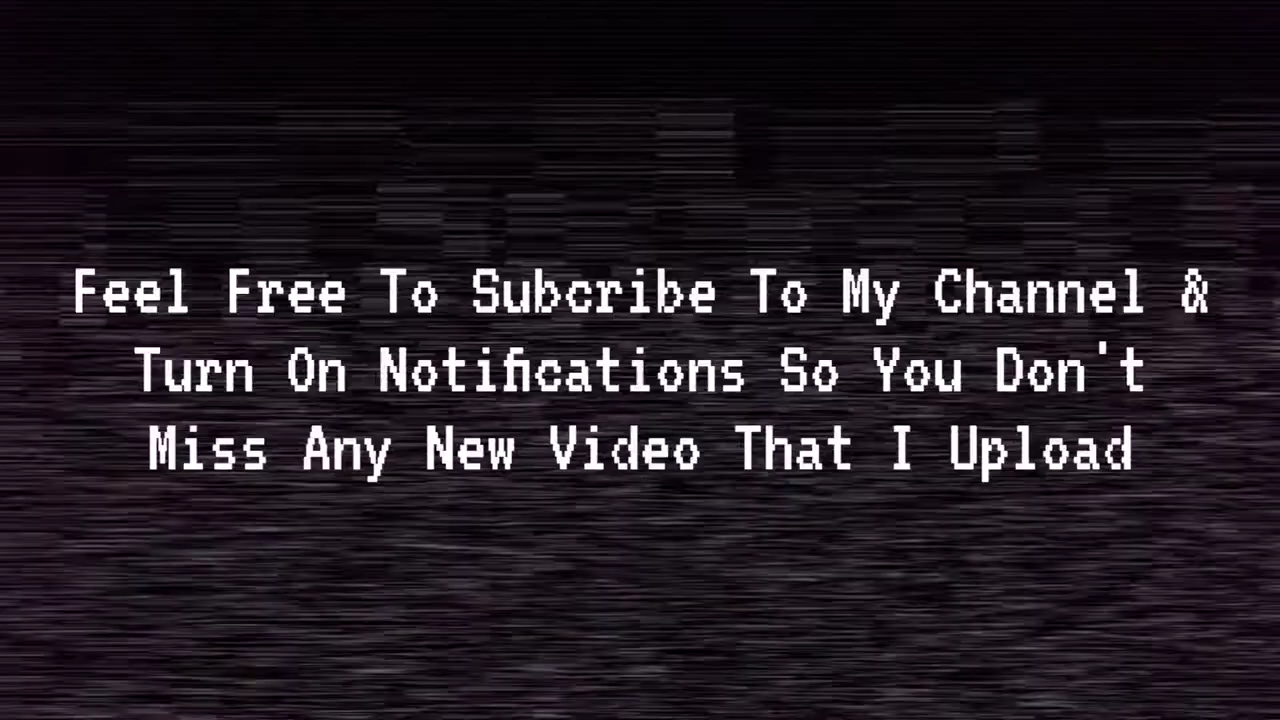 Feel Free To Subcribe To My Channel &
Turn On Notifications So You Don't
Miss Any New Video That I Upload